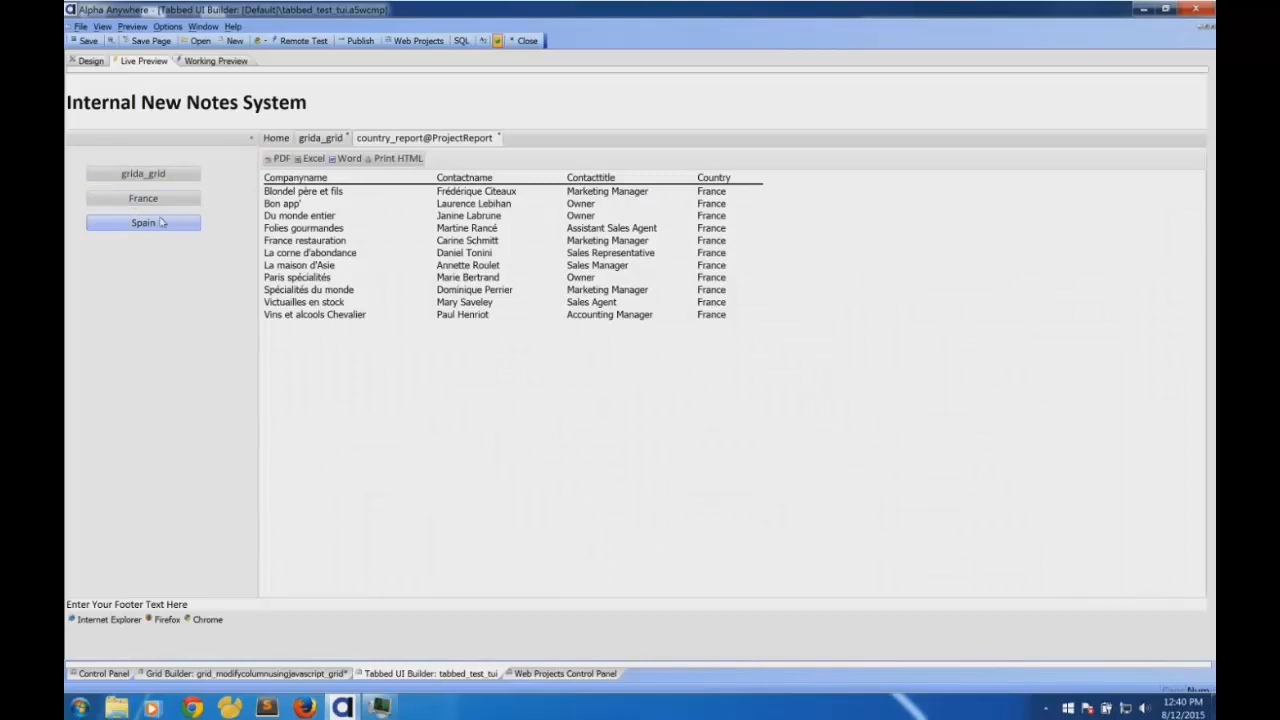 Alpha Anywhere - [Tabbed UI Builder: [Default]\tabbed_test_tui.a5wcmp]
File View Preview Options Window Help
Save Save Page Open New Remote Test Publish Web Projects SQL Close
Design Live Preview Working Preview
Internal New Notes System
Home grida_grid country_report@ProjectReport
PDF Excel Word Print HTML
grida_grid
France
Spain
Companyname Contactname Contacttitle Country
Blondel père et fils Frédérique Citeaux Marketing Manager France
Bon app' Laurence Lebihan Owner France
Du monde entier Janine Labrune Owner France
Folies gourmandes Martine Rancé Assistant Sales Agent France
France restauration Carine Schmitt Marketing Manager France
La corne d'abondance Daniel Tonini Sales Representative France
La maison d'Asie Annette Roulet Sales Manager France
Paris spécialités Marie Bertrand Owner France
Spécialités du monde Dominique Perrier Marketing Manager France
Victuailles en stock Mary Saveley Sales Agent France
Vins et alcools Chevalier Paul Henriot Accounting Manager France
Enter Your Footer Text Here
Internet Explorer Firefox Chrome
Control Panel Grid Builder: grid_modifycolumnusingjavascript_grid* Tabbed UI Builder: tabbed_test_tui Web Projects Control Panel
12:40 PM
8/12/2015